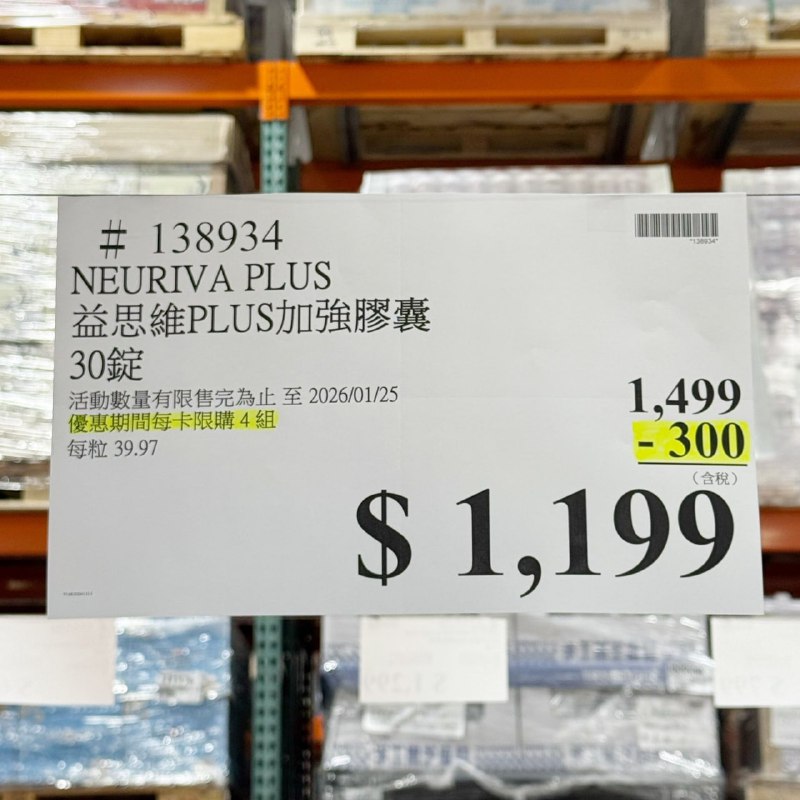 # 138934
*138934*
NEURIVA PLUS
益思維PLUS加強膠囊
30錠
活動數量有限售完為止 至 2026/01/25
優惠期間每卡限購 4 組
每粒 39.97
1,499
- 300
(含稅)
$ 1,199